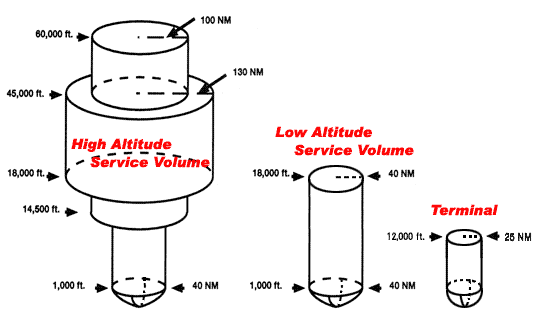 60,000 ft.
100 NM
130 NM
45,000 ft.
High Altitude
Service Volume
18,000 ft.
14,500 ft.
1,000 ft.
40 NM
Low Altitude
Service Volume
18,000 ft.
40 NM
1,000 ft.
40 NM
Terminal
12,000 ft.
25 NM